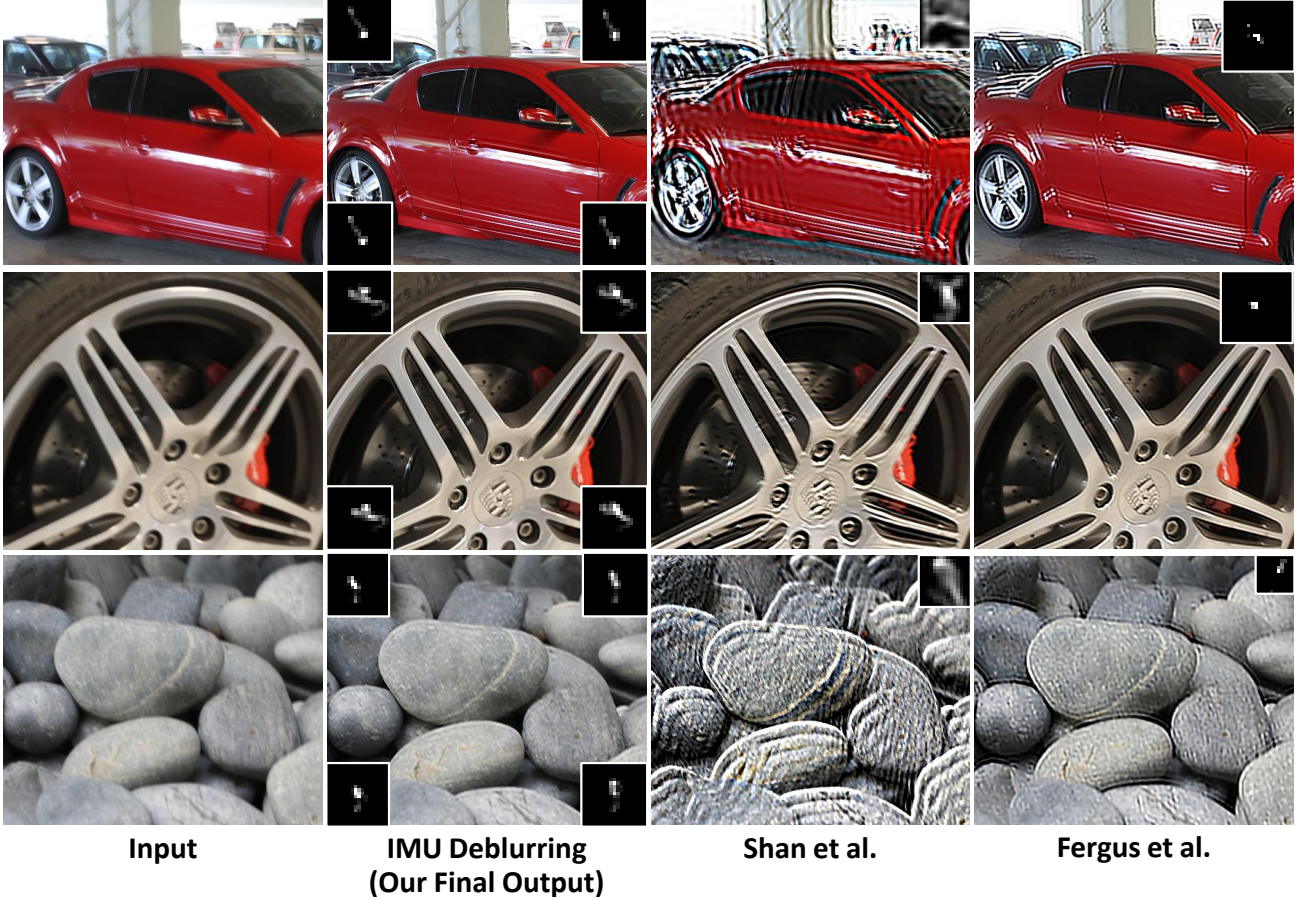 Input
IMU Deblurring
(Our Final Output)
Shan et al.
Fergus et al.